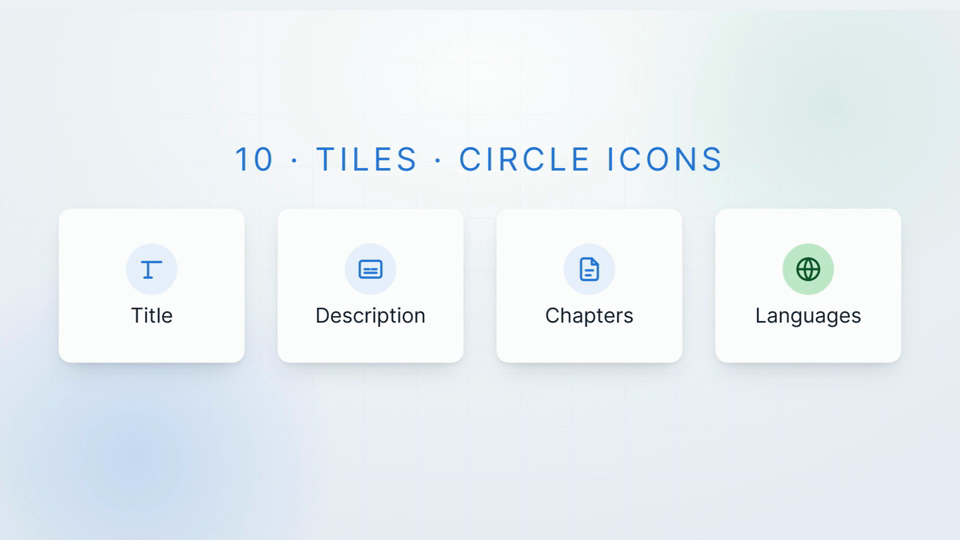 10 · TILES · CIRCLE ICONS
Title
Description
Chapters
Languages